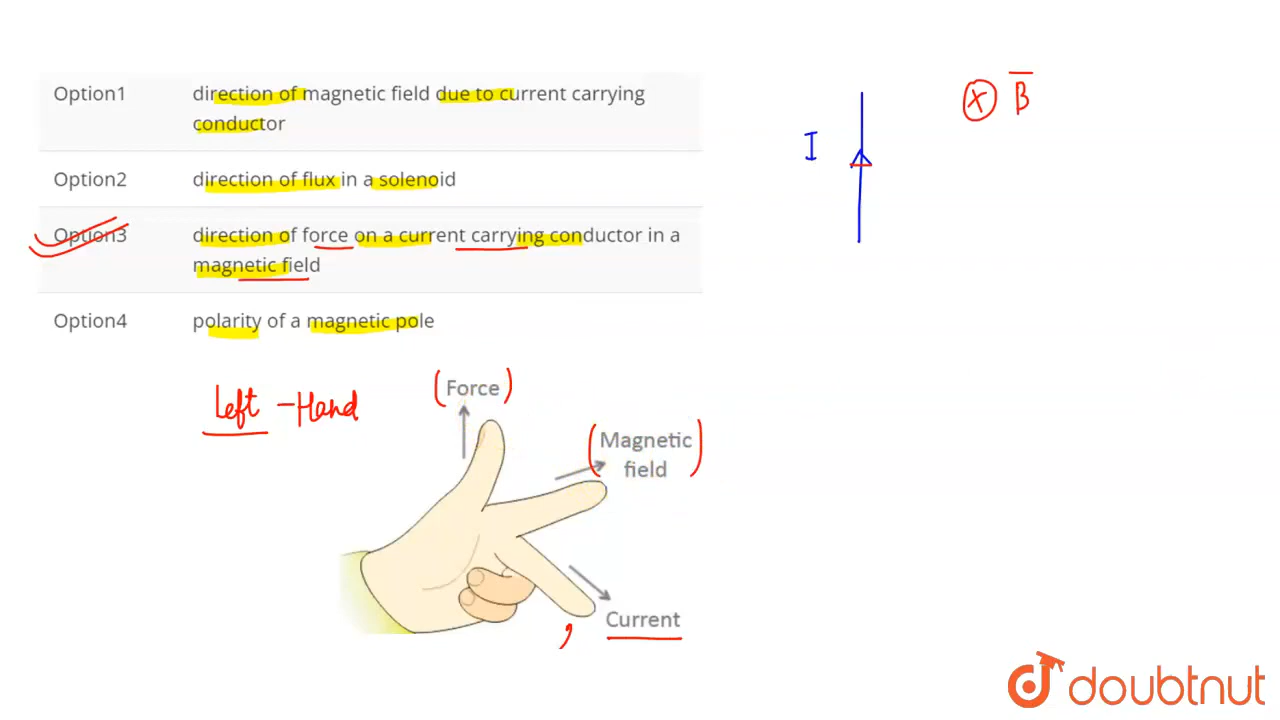 Option1 direction of magnetic field due to current carrying
conductor
Option2 direction of flux in a solenoid
Option3 direction of force on a current carrying conductor in a
magnetic field
Option4 polarity of a magnetic pole
I
X B
Left - Hand
(Force)
(Magnetic
field)
, Current
doubtnut